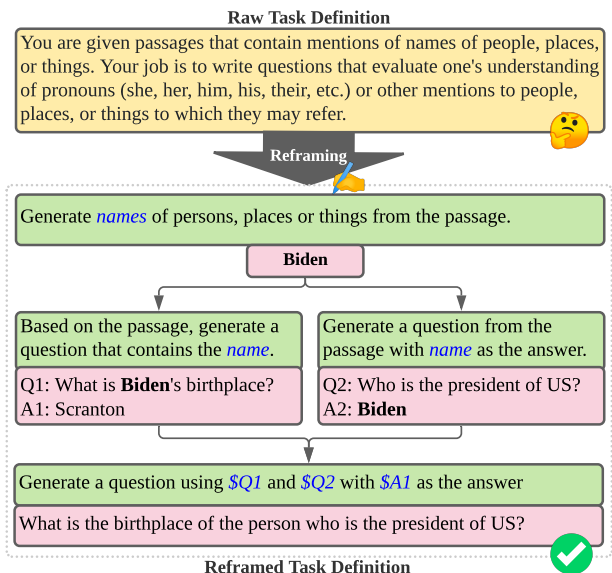 Raw Task Definition
You are given passages that contain mentions of names of people, places,
or things. Your job is to write questions that evaluate one's understanding
of pronouns (she, her, him, his, their, etc.) or other mentions to people,
places, or things to which they may refer.
Reframing
Generate names of persons, places or things from the passage.
Biden
Based on the passage, generate a
question that contains the name.
Q1: What is Biden's birthplace?
A1: Scranton
Generate a question from the
passage with name as the answer.
Q2: Who is the president of US?
A2: Biden
Generate a question using $Q1 and $Q2 with $A1 as the answer
What is the birthplace of the person who is the president of US?
Reframed Task Definition